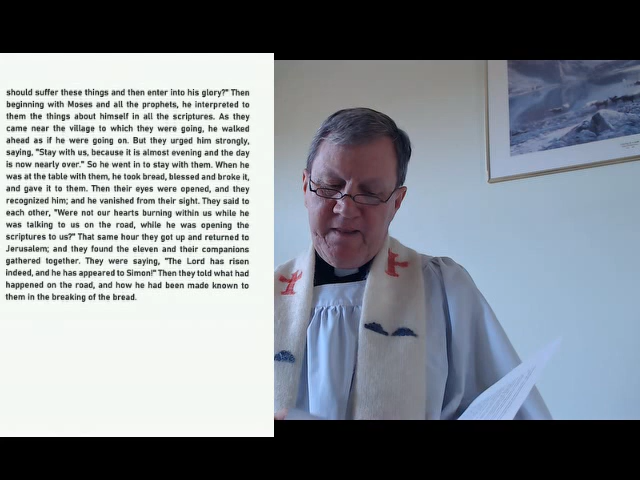 should suffer these things and then enter into his glory?" Then
beginning with Moses and all the prophets, he interpreted to
them the things about himself in all the scriptures. As they
came near the village to which they were going, he walked
ahead as if he were going on. But they urged him strongly,
saying, "Stay with us, because it is almost evening and the day
is now nearly over." So he went in to stay with them. When he
was at the table with them, he took bread, blessed and broke it,
and gave it to them. Then their eyes were opened, and they
recognized him; and he vanished from their sight. They said to
each other, "Were not our hearts burning within us while he
was talking to us on the road, while he was opening the
scriptures to us?" That same hour they got up and returned to
Jerusalem; and they found the eleven and their companions
gathered together. They were saying, "The Lord has risen
indeed, and he has appeared to Simon!" Then they told what had
happened on the road, and how he had been made known to
them in the breaking of the bread.